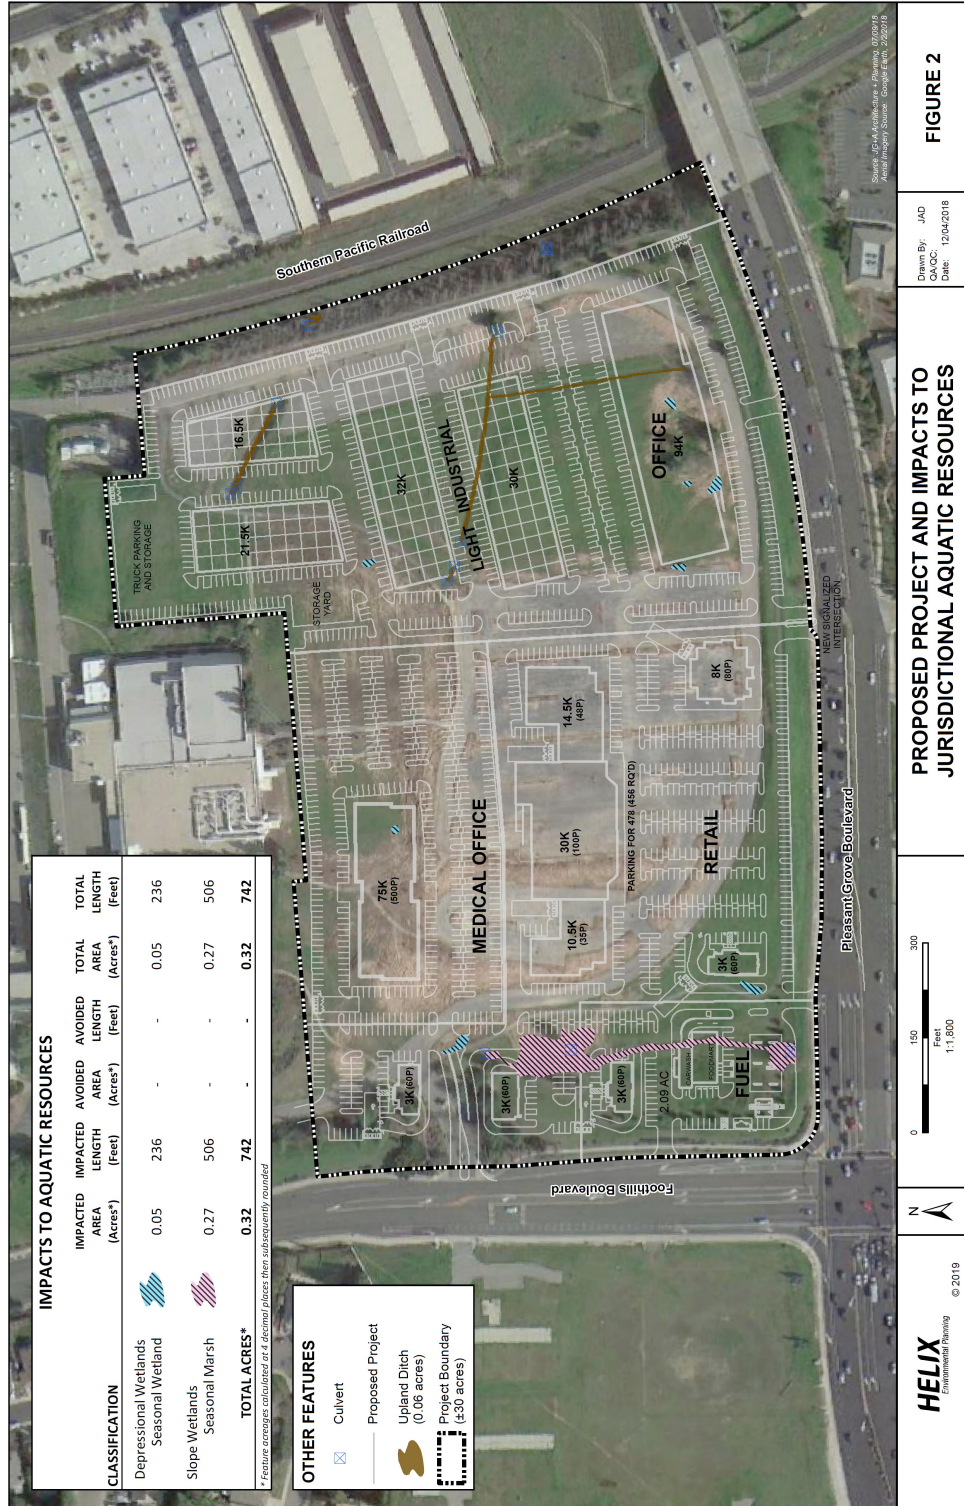 IMPACTS TO AQUATIC RESOURCES
CLASSIFICATION
IMPACTED AREA (Acres*)
IMPACTED LENGTH (Feet)
AVOIDED AREA (Acres*)
AVOIDED LENGTH (Feet)
TOTAL AREA (Acres*)
TOTAL LENGTH (Feet)
Depressional Wetlands
Seasonal Wetland 0.05 236 - - 0.05 236
Slope Wetlands
Seasonal Marsh 0.27 506 - - 0.27 506
TOTAL ACRES* 0.32 742 - - 0.32 742
* Feature acreages calculated at 4 decimal places then subsequently rounded
OTHER FEATURES
Culvert
Proposed Project
Upland Ditch
(0.06 acres)
Project Boundary
(±30 acres)
Southern Pacific Railroad
TRUCK PARKING
AND STORAGE
16.5K
21.5K
STORAGE
YARD
32K
LIGHT INDUSTRIAL
30K
OFFICE
94K
75K
(500P)
MEDICAL OFFICE
14.5K
(48P)
30K
(100P)
10.5K
(35P)
8K
(80P)
PARKING FOR 478 (456 RQ'D)
RETAIL
3K
(60P)
3K(60P)
3K(60P)
3K(60P)
2.09 AC
CARWASH
FOODMART
FUEL
NEW SIGNALIZED
INTERSECTION
Foothills Boulevard
Pleasant Grove Boulevard
Source: JG+A Architecture + Planning, 07/09/18
Aerial Imagery Source: Google Earth, 2/2/2018
HELIX
Environmental Planning
© 2019
N
0 150 300
Feet
1:1,800
PROPOSED PROJECT AND IMPACTS TO
JURISDICTIONAL AQUATIC RESOURCES
Drawn By: JAD
QA/QC:
Date: 12/04/2018
FIGURE 2